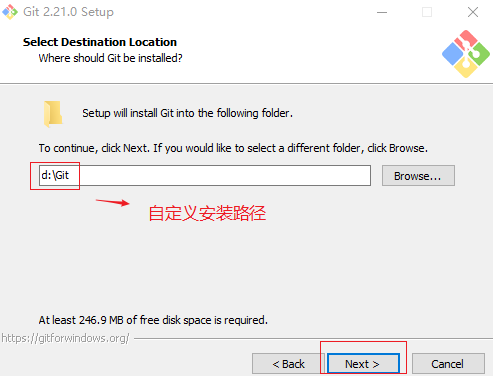 Git 2.21.0 Setup
Select Destination Location
Where should Git be installed?
Setup will install Git into the following folder.
To continue, click Next. If you would like to select a different folder, click Browse.
d:\Git
Browse...
自定义安装路径
At least 246.9 MB of free disk space is required.
https://gitforwindows.org/
< Back
Next >
Cancel